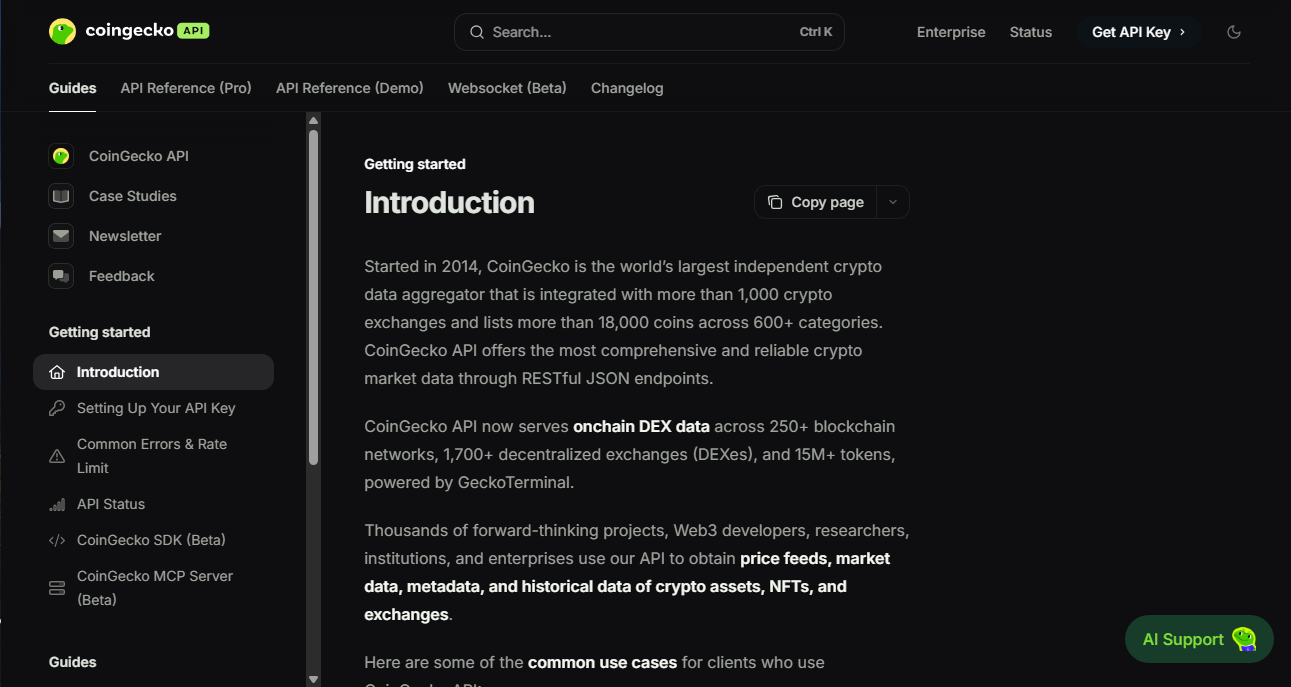 coingecko API
Search...
Ctrl K
Enterprise
Status
Get API Key
Guides
API Reference (Pro)
API Reference (Demo)
Websocket (Beta)
Changelog
CoinGecko API
Case Studies
Newsletter
Feedback
Getting started
Introduction
Setting Up Your API Key
Common Errors & Rate
Limit
API Status
CoinGecko SDK (Beta)
CoinGecko MCP Server
(Beta)
Guides
Getting started
Introduction
Copy page
Started in 2014, CoinGecko is the world’s largest independent crypto
data aggregator that is integrated with more than 1,000 crypto
exchanges and lists more than 18,000 coins across 600+ categories.
CoinGecko API offers the most comprehensive and reliable crypto
market data through RESTful JSON endpoints.
CoinGecko API now serves onchain DEX data across 250+ blockchain
networks, 1,700+ decentralized exchanges (DEXes), and 15M+ tokens,
powered by GeckoTerminal.
Thousands of forward-thinking projects, Web3 developers, researchers,
institutions, and enterprises use our API to obtain price feeds, market
data, metadata, and historical data of crypto assets, NFTs, and
exchanges.
Here are some of the common use cases for clients who use
CoinGecko API:
AI Support